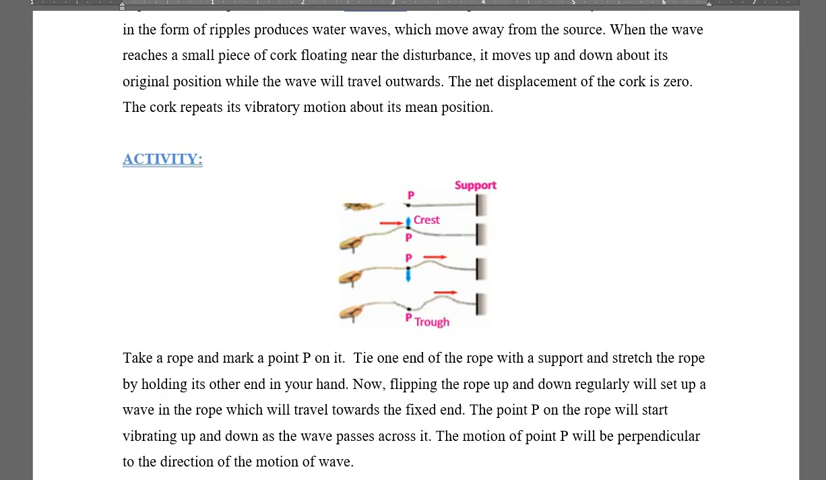 in the form of ripples produces water waves, which move away from the source. When the wave
reaches a small piece of cork floating near the disturbance, it moves up and down about its
original position while the wave will travel outwards. The net displacement of the cork is zero.
The cork repeats its vibratory motion about its mean position.
ACTIVITY:
Support
P
Crest
P
P
P Trough
Take a rope and mark a point P on it.  Tie one end of the rope with a support and stretch the rope
by holding its other end in your hand. Now, flipping the rope up and down regularly will set up a
wave in the rope which will travel towards the fixed end. The point P on the rope will start
vibrating up and down as the wave passes across it. The motion of point P will be perpendicular
to the direction of the motion of wave.